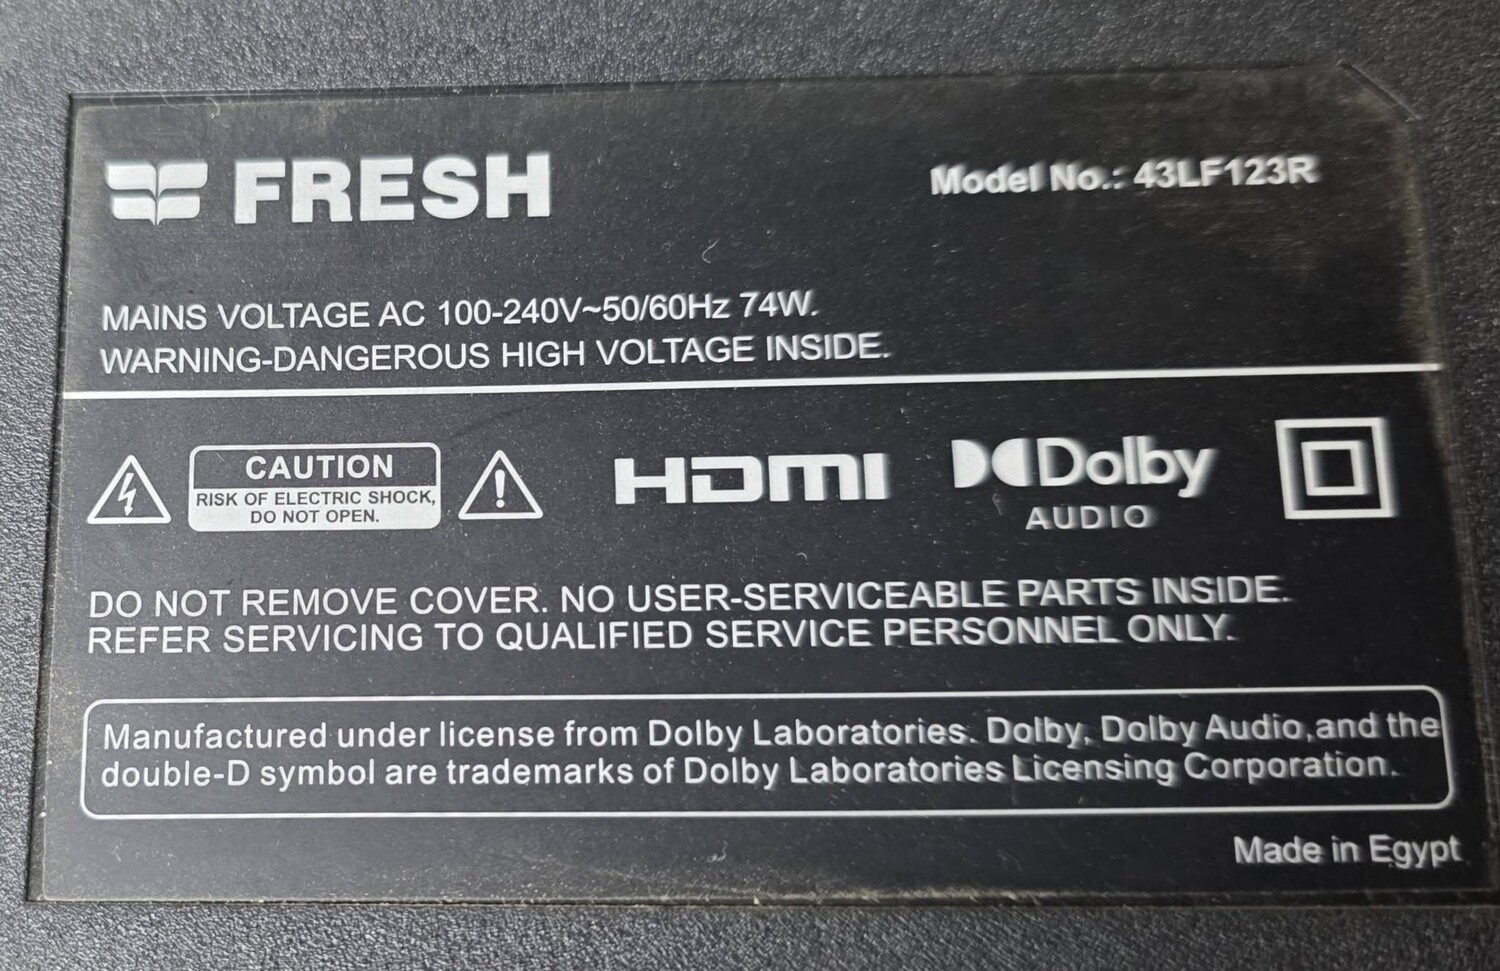 FRESH
Model No.: 43LF123R
MAINS VOLTAGE AC 100-240V~50/60Hz 74W.
WARNING-DANGEROUS HIGH VOLTAGE INSIDE.
CAUTION
RISK OF ELECTRIC SHOCK,
DO NOT OPEN.
HDMI
Dolby
AUDIO
DO NOT REMOVE COVER. NO USER-SERVICEABLE PARTS INSIDE.
REFER SERVICING TO QUALIFIED SERVICE PERSONNEL ONLY.
Manufactured under license from Dolby Laboratories. Dolby, Dolby Audio,and the
double-D symbol are trademarks of Dolby Laboratories Licensing Corporation.
Made in Egypt